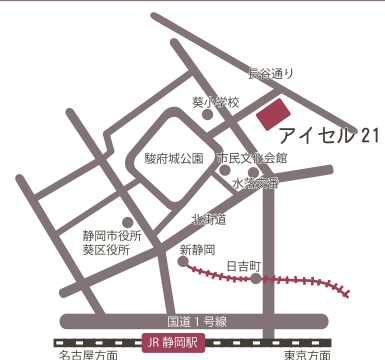 長谷通り
葵小学校
アイセル 21
駿府城公園
市民文化会館
水落交番
北街道
静岡市役所
葵区役所
新静岡
日吉町
国道1号線
JR 静岡駅
名古屋方面
東京方面